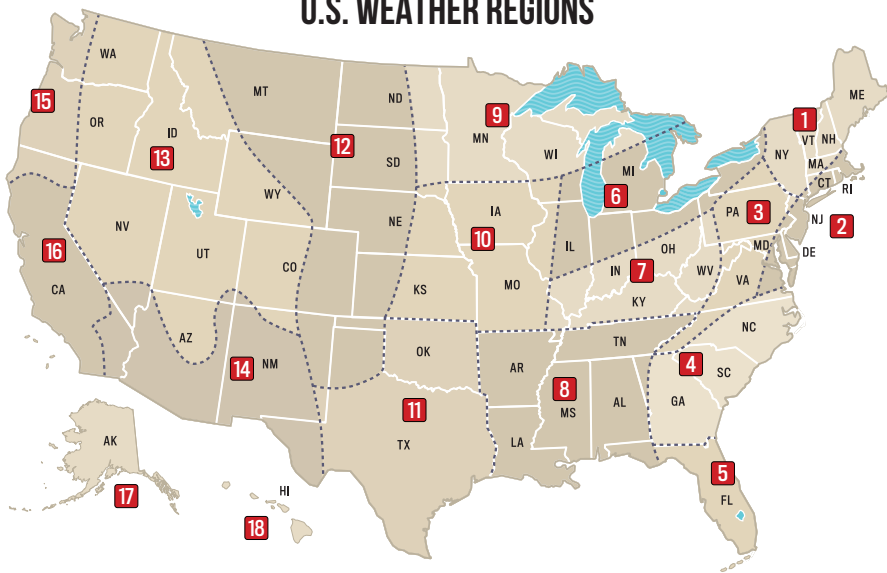 U.S. WEATHER REGIONS
WA
MT
ND
ME
15
OR
ID
13
12
9
MN
1
VT
NH
NY
MA
CT
RI
WI
MI
SD
WY
6
PA
3
NJ
2
16
NV
UT
CO
NE
IA
10
IL
IN
7
OH
WV
MD
DE
CA
KS
MO
KY
VA
AZ
14
NM
OK
AR
TN
NC
4
SC
11
TX
8
MS
AL
GA
LA
AK
17
HI
18
5
FL